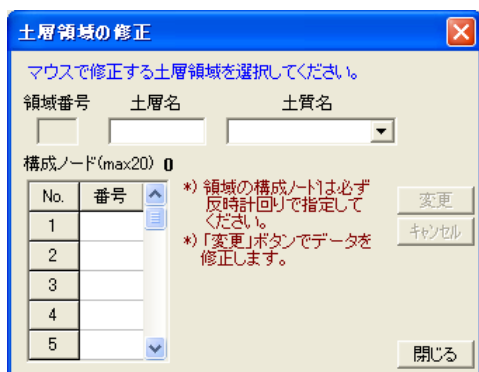 土層領域の修正
マウスで修正する土層領域を選択してください。
領域番号 土層名 土質名
構成ノード(max20) 0
No. 番号
1
2
3
4
5
*) 領域の構成ノードは必ず
反時計回りで指定して
ください。
*)「変更」ボタンでデータを
修正します。
変更
キャンセル
閉じる